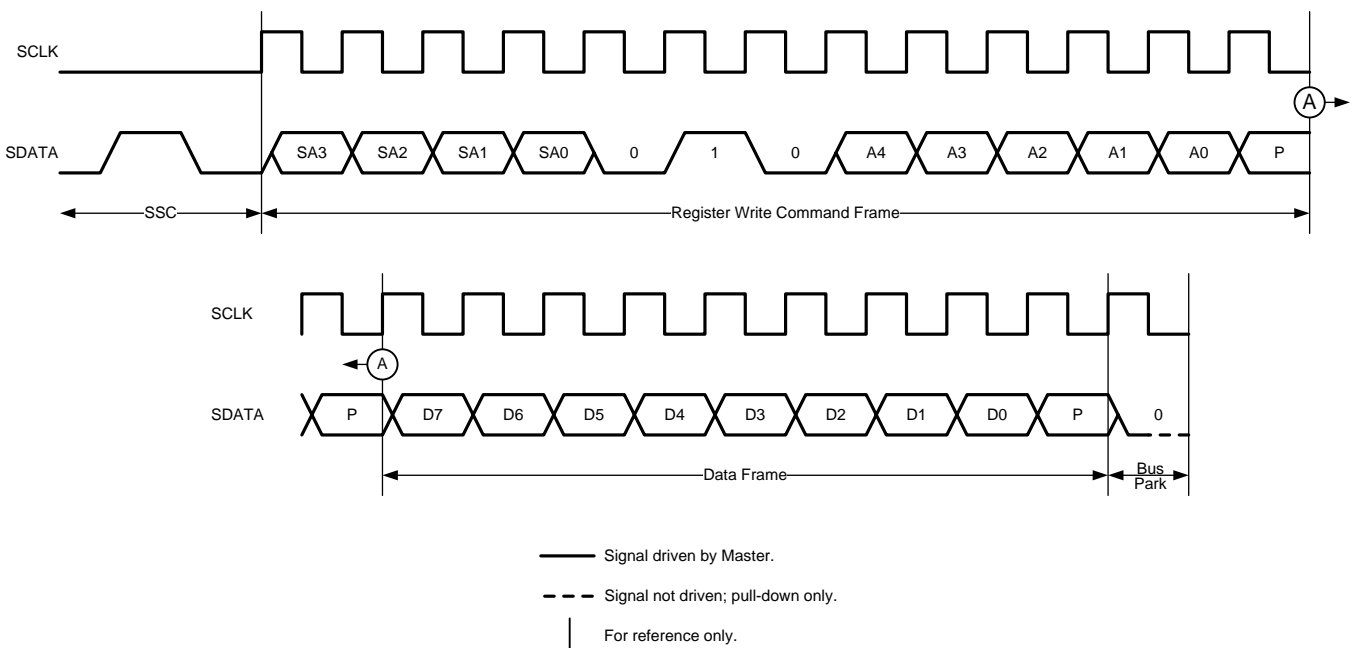 SCLK
A
SDATA SA3 SA2 SA1 SA0 0 1 0 A4 A3 A2 A1 A0 P
SSC Register Write Command Frame
SCLK
A
SDATA P D7 D6 D5 D4 D3 D2 D1 D0 P 0
Data Frame Bus Park
Signal driven by Master.
Signal not driven; pull-down only.
For reference only.